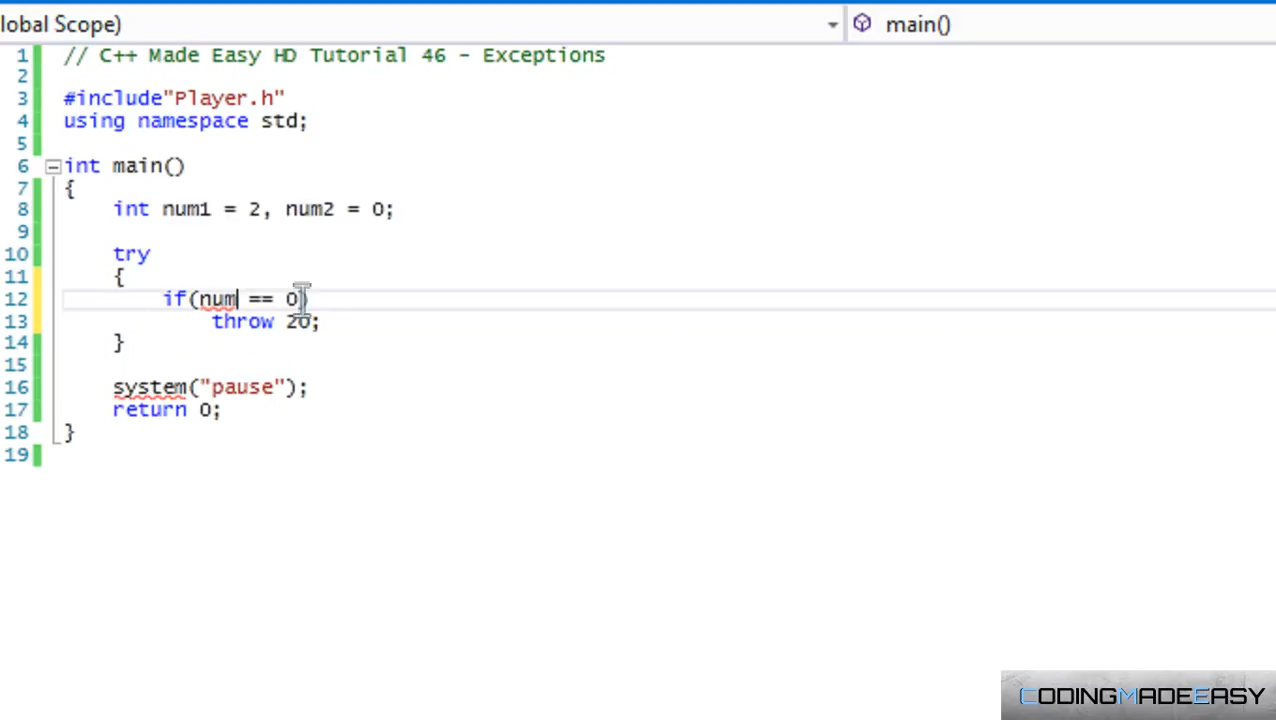 lobal Scope) main()
1 // C++ Made Easy HD Tutorial 46 - Exceptions
2
3 #include"Player.h"
4 using namespace std;
5
6 int main()
7 {
8 int num1 = 2, num2 = 0;
9
10 try
11 {
12 if(num == 0)
13 throw 20;
14 }
15
16 system("pause");
17 return 0;
18 }
19
CODINGMADEEASY